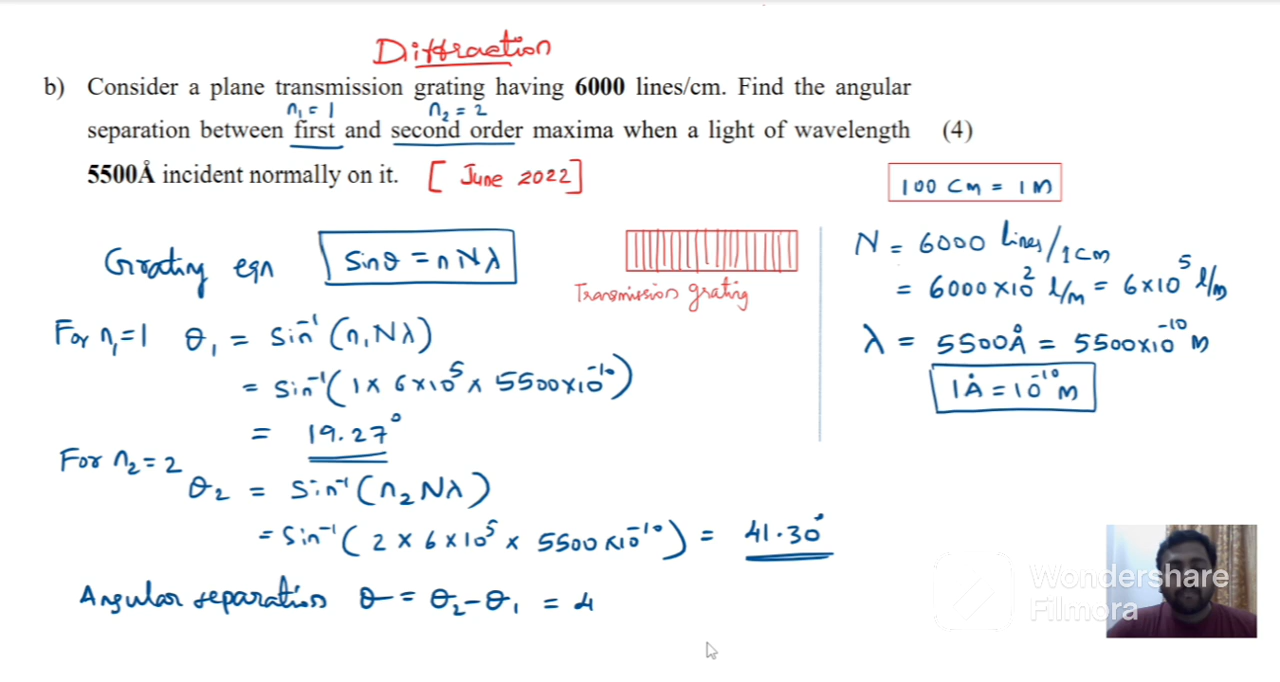 Diffraction
b) Consider a plane transmission grating having 6000 lines/cm. Find the angular
n₁ = 1 n₂ = 2
separation between first and second order maxima when a light of wavelength (4)
5500Å incident normally on it. [ June 2022]
100 cm = 1 m
Grating eqn sinθ = n N λ
Transmission grating
N = 6000 lines/1cm
= 6000 × 10² l/m = 6×10⁵ l/m
λ = 5500Å = 5500×10⁻¹⁰ m
1Å = 10⁻¹⁰ m
For n₁=1 θ₁ = sin⁻¹(n₁Nλ)
= sin⁻¹(1× 6×10⁵ × 5500×10⁻¹⁰)
= 19.27°
For n₂=2
θ₂ = sin⁻¹(n₂Nλ)
= sin⁻¹( 2 × 6×10⁵ × 5500×10⁻¹⁰) = 41.30°
Angular separation θ = θ₂-θ₁ = 4
Wondershare
Filmora